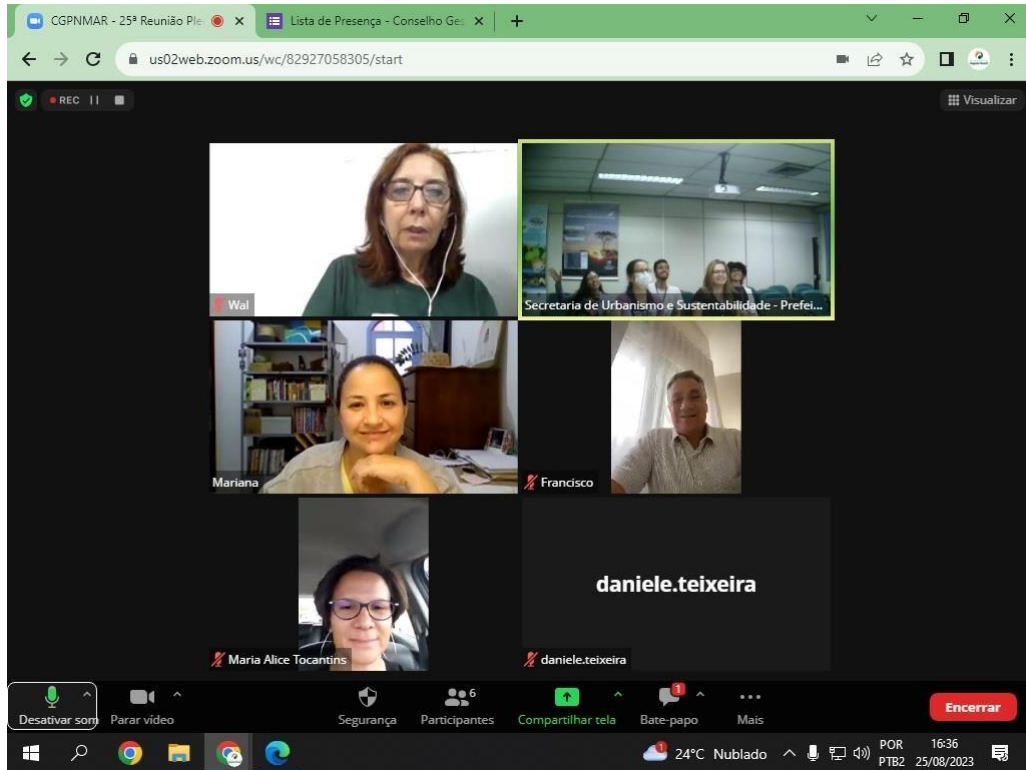 CGPNMAR - 25ª Reunião Ple
Lista de Presença - Conselho Ges
us02web.zoom.us/wc/82927058305/start
REC
Visualizar
Wal
Secretaria de Urbanismo e Sustentabilidade - Prefei...
Mariana
Francisco
daniele.teixeira
Maria Alice Tocantins
daniele.teixeira
Desativar som
Parar vídeo
Segurança
6
Participantes
Compartilhar tela
1
Bate-papo
Mais
Encerrar
1
24°C Nublado
POR
PTB2
16:36
25/08/2023